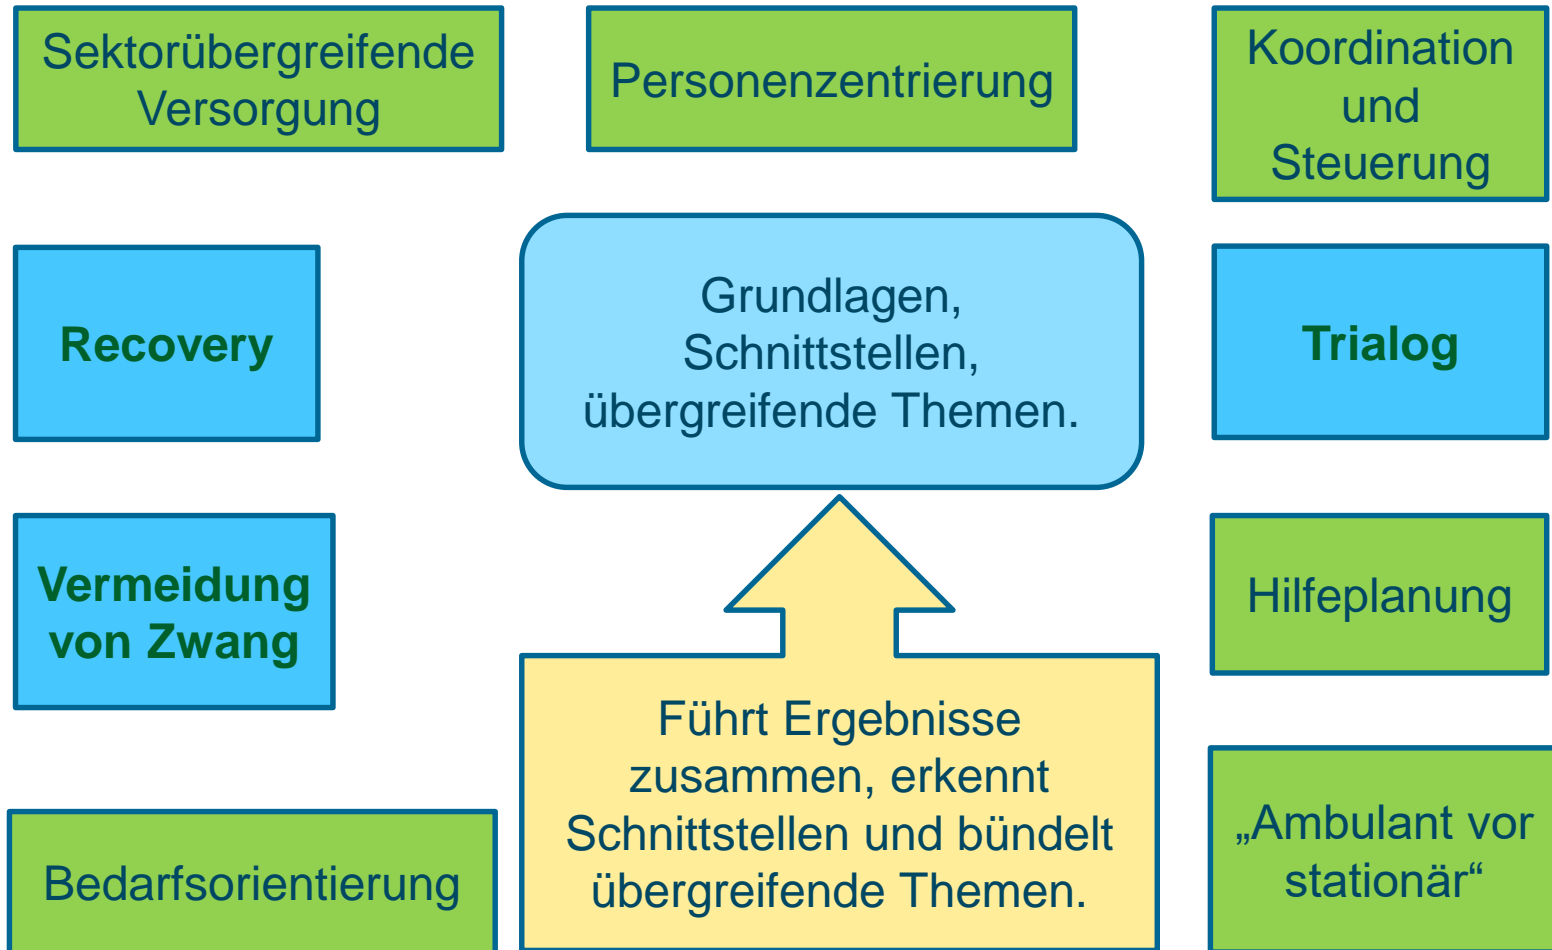 Sektorübergreifende
Versorgung
Personenzentrierung
Koordination
und
Steuerung
Recovery
Grundlagen,
Schnittstellen,
übergreifende Themen.
Trialog
Vermeidung
von Zwang
Hilfeplanung
Führt Ergebnisse
zusammen, erkennt
Schnittstellen und bündelt
übergreifende Themen.
Bedarfsorientierung
„Ambulant vor
stationär“